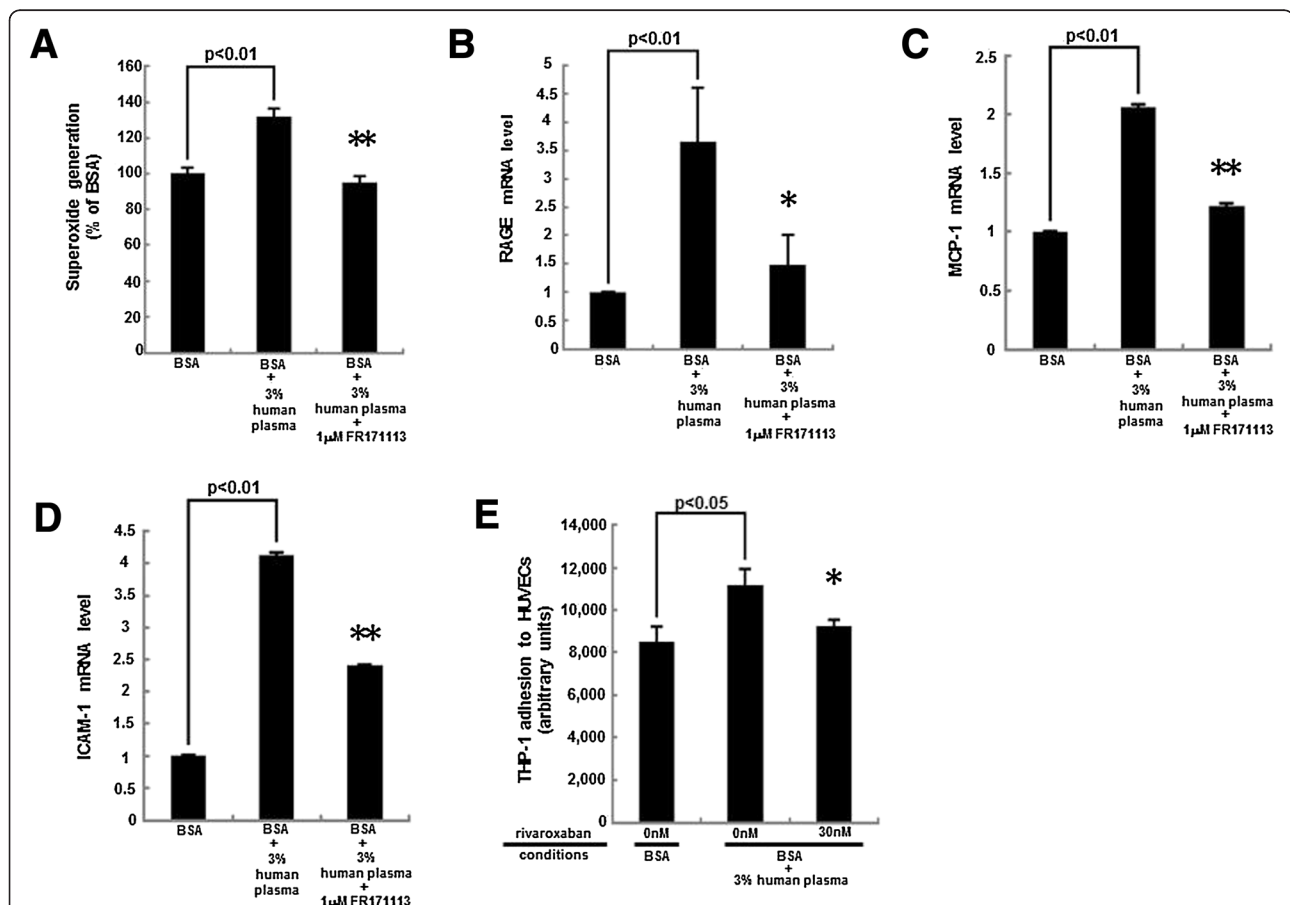 A
p<0.01
Superoxide generation
(% of BSA)
160
140
120
100
80
60
40
20
0
**
BSA
BSA
+
3%
human
plasma
BSA
+
3%
human plasma
+
1μM FR171113
B
p<0.01
RAGE mRNA level
5
4.5
4
3.5
3
2.5
2
1.5
1
0.5
0
*
BSA
BSA
+
3%
human
plasma
BSA
+
3%
human plasma
+
1μM FR171113
C
p<0.01
MCP-1 mRNA level
2.5
2
1.5
1
0.5
0
**
BSA
BSA
+
3%
human
plasma
BSA
+
3%
human plasma
+
1μM FR171113
D
p<0.01
ICAM-1 mRNA level
4.5
4
3.5
3
2.5
2
1.5
1
0.5
0
**
BSA
BSA
+
3%
human
plasma
BSA
+
3%
human plasma
+
1μM FR171113
E
p<0.05
THP-1 adhesion to HUVECs
(arbitrary units)
14,000
12,000
10,000
8,000
6,000
4,000
2,000
0
*
rivaroxaban 0nM 0nM 30nM
conditions BSA BSA
+
3% human plasma